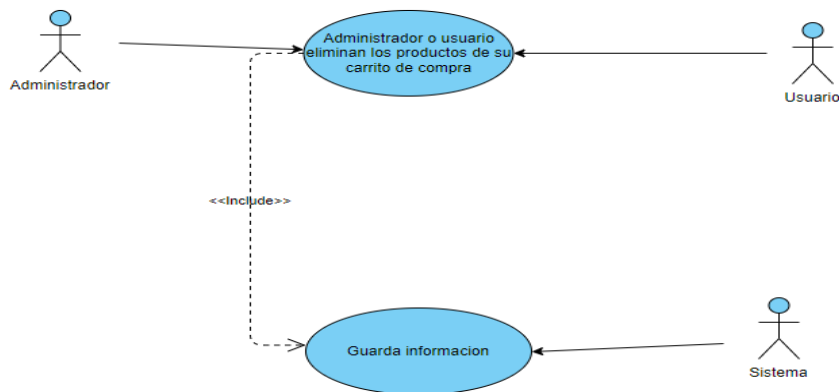 Administrador o usuario
eliminan los productos de su
carrito de compra
Administrador
Usuario
<<Include>>
Guarda informacion
Sistema